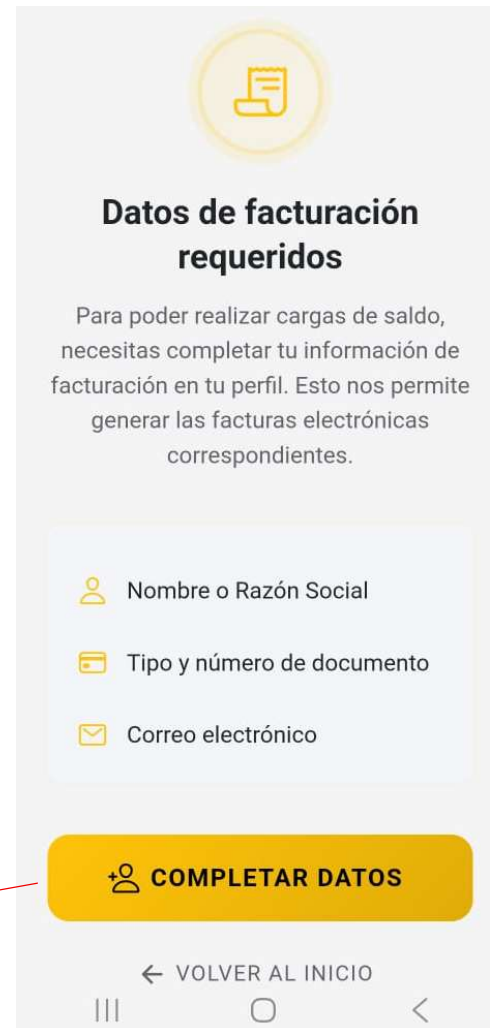 Datos de facturación
requeridos
Para poder realizar cargas de saldo,
necesitas completar tu información de
facturación en tu perfil. Esto nos permite
generar las facturas electrónicas
correspondientes.
Nombre o Razón Social
Tipo y número de documento
Correo electrónico
COMPLETAR DATOS
← VOLVER AL INICIO